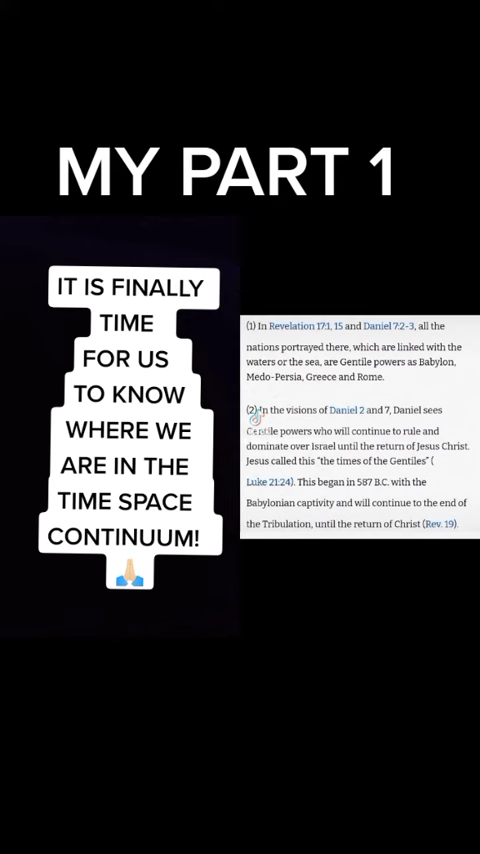 MY PART 1
IT IS FINALLY
TIME
FOR US
TO KNOW
WHERE WE
ARE IN THE
TIME SPACE
CONTINUUM!
🙏🏼
(1) In Revelation 17:1, 15 and Daniel 7:2-3, all the
nations portrayed there, which are linked with the
waters or the sea, are Gentile powers as Babylon,
Medo-Persia, Greece and Rome.
(2) In the visions of Daniel 2 and 7, Daniel sees
Gentile powers who will continue to rule and
dominate over Israel until the return of Jesus Christ.
Jesus called this “the times of the Gentiles” (
Luke 21:24). This began in 587 B.C. with the
Babylonian captivity and will continue to the end of
the Tribulation, until the return of Christ (Rev. 19).